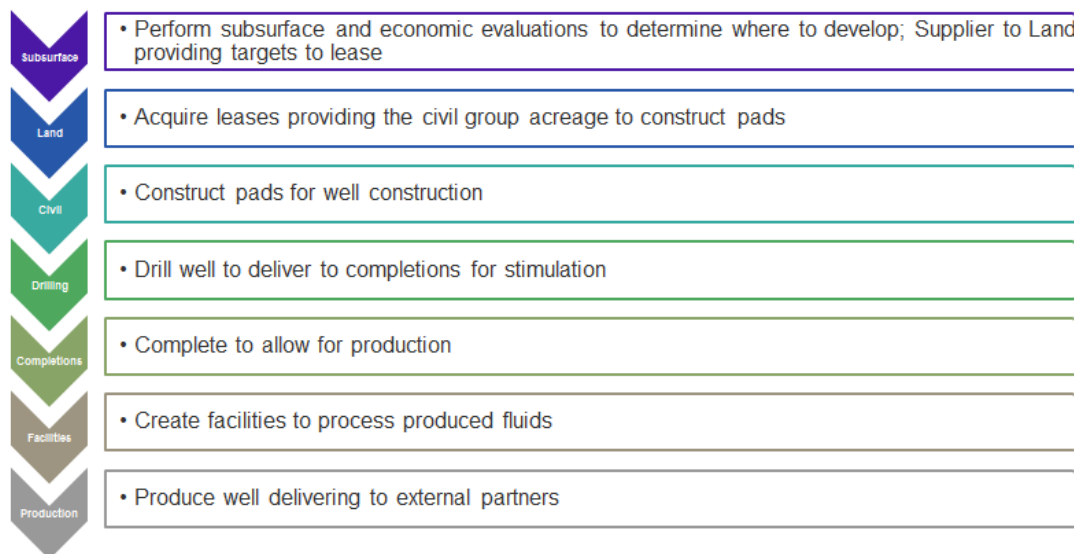 Subsurface
• Perform subsurface and economic evaluations to determine where to develop; Supplier to Land
providing targets to lease
Land
• Acquire leases providing the civil group acreage to construct pads
Civil
• Construct pads for well construction
Drilling
• Drill well to deliver to completions for stimulation
Completions
• Complete to allow for production
Facilities
• Create facilities to process produced fluids
Production
• Produce well delivering to external partners